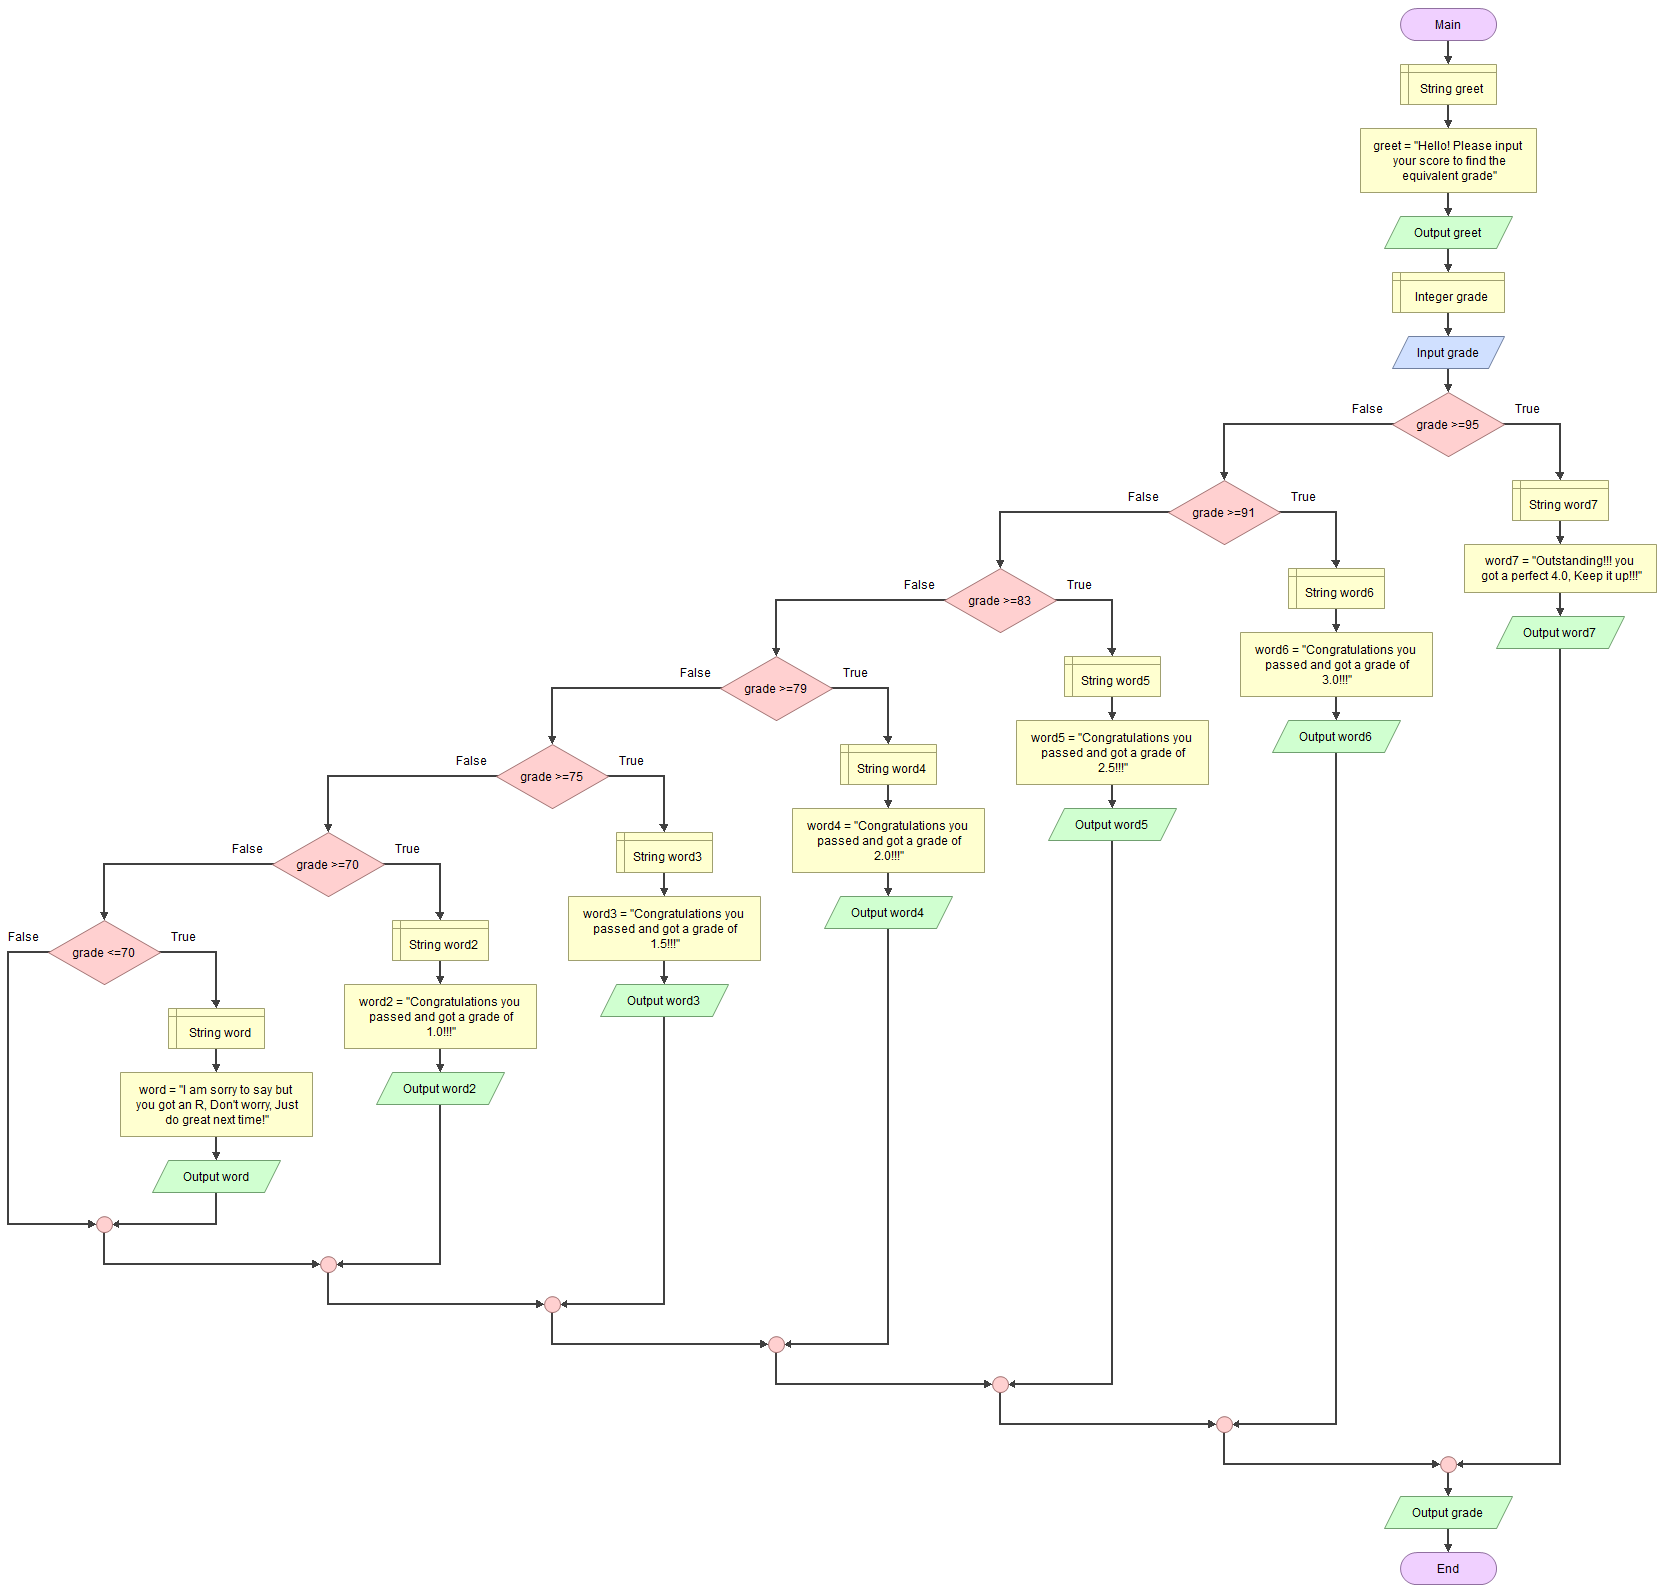 Main
String greet
greet = "Hello! Please input
your score to find the
equivalent grade"
Output greet
Integer grade
Input grade
False
True
grade >=95
False
True
grade >=91
String word7
word7 = "Outstanding!!! you
got a perfect 4.0, Keep it up!!!"
Output word7
False
True
grade >=83
String word6
word6 = "Congratulations you
passed and got a grade of
3.0!!!"
Output word6
False
True
grade >=79
String word5
word5 = "Congratulations you
passed and got a grade of
2.5!!!"
Output word5
False
True
grade >=75
String word4
word4 = "Congratulations you
passed and got a grade of
2.0!!!"
Output word4
False
True
grade >=70
String word3
word3 = "Congratulations you
passed and got a grade of
1.5!!!"
Output word3
False
True
grade <=70
String word2
word2 = "Congratulations you
passed and got a grade of
1.0!!!"
Output word2
String word
word = "I am sorry to say but
you got an R, Don't worry, Just
do great next time!"
Output word
Output grade
End